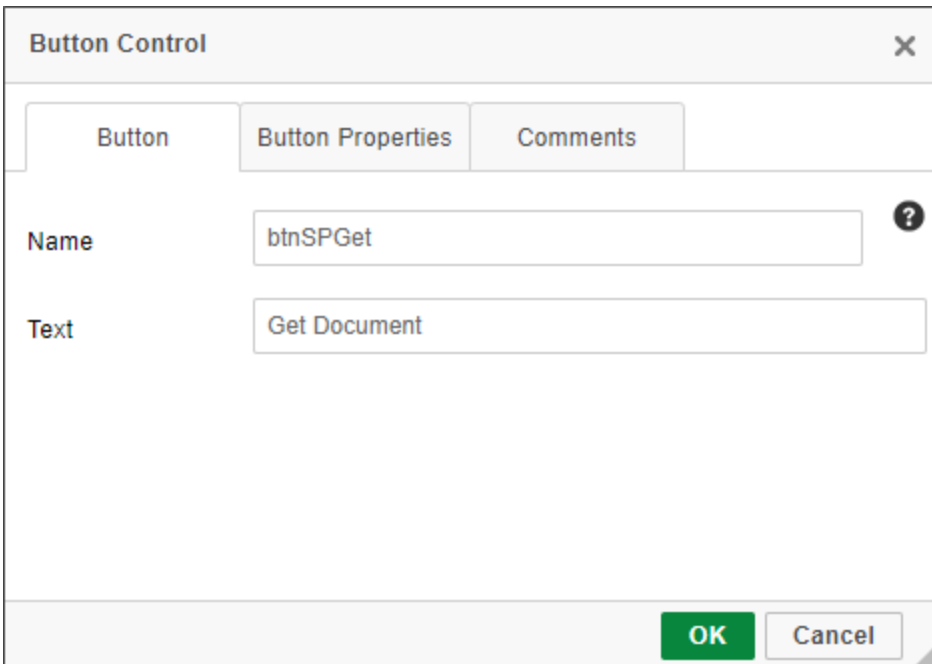 Button Control
Button Button Properties Comments
Name btnSPGet
Text Get Document
OK Cancel